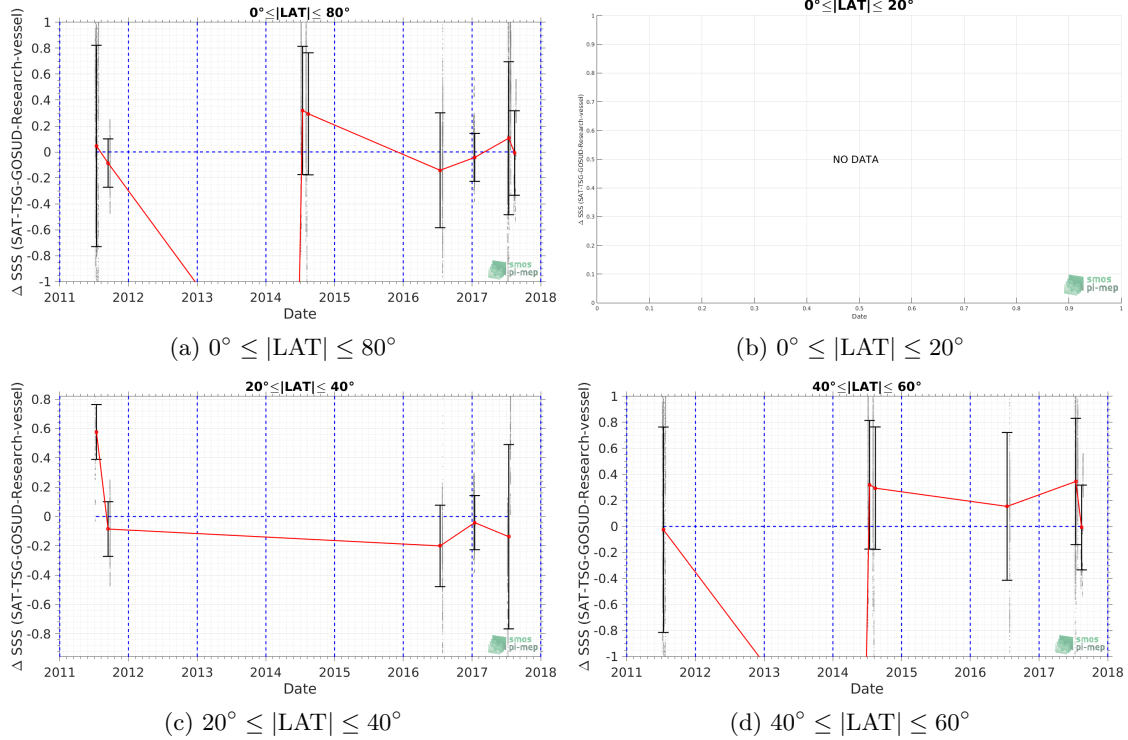 0°≤|LAT|≤ 80°
Δ SSS (SAT-TSG-GOSUD-Research-vessel)
1
0.8
0.6
0.4
0.2
0
-0.2
-0.4
-0.6
-0.8
-1
2011 2012 2013 2014 2015 2016 2017 2018
Date
smos
pi-mep
(a) 0° ≤ |LAT| ≤ 80°
0°≤|LAT|≤ 20°
Δ SSS (SAT-TSG-GOSUD-Research-vessel)
1
0.9
0.8
0.7
0.6
0.5
0.4
0.3
0.2
0.1
0
NO DATA
0 0.1 0.2 0.3 0.4 0.5 0.6 0.7 0.8 0.9 1
Date
smos
pi-mep
(b) 0° ≤ |LAT| ≤ 20°
20°≤|LAT|≤ 40°
Δ SSS (SAT-TSG-GOSUD-Research-vessel)
0.8
0.6
0.4
0.2
0
-0.2
-0.4
-0.6
-0.8
2011 2012 2013 2014 2015 2016 2017 2018
Date
smos
pi-mep
(c) 20° ≤ |LAT| ≤ 40°
40°≤|LAT|≤ 60°
Δ SSS (SAT-TSG-GOSUD-Research-vessel)
1
0.8
0.6
0.4
0.2
0
-0.2
-0.4
-0.6
-0.8
-1
2011 2012 2013 2014 2015 2016 2017 2018
Date
smos
pi-mep
(d) 40° ≤ |LAT| ≤ 60°